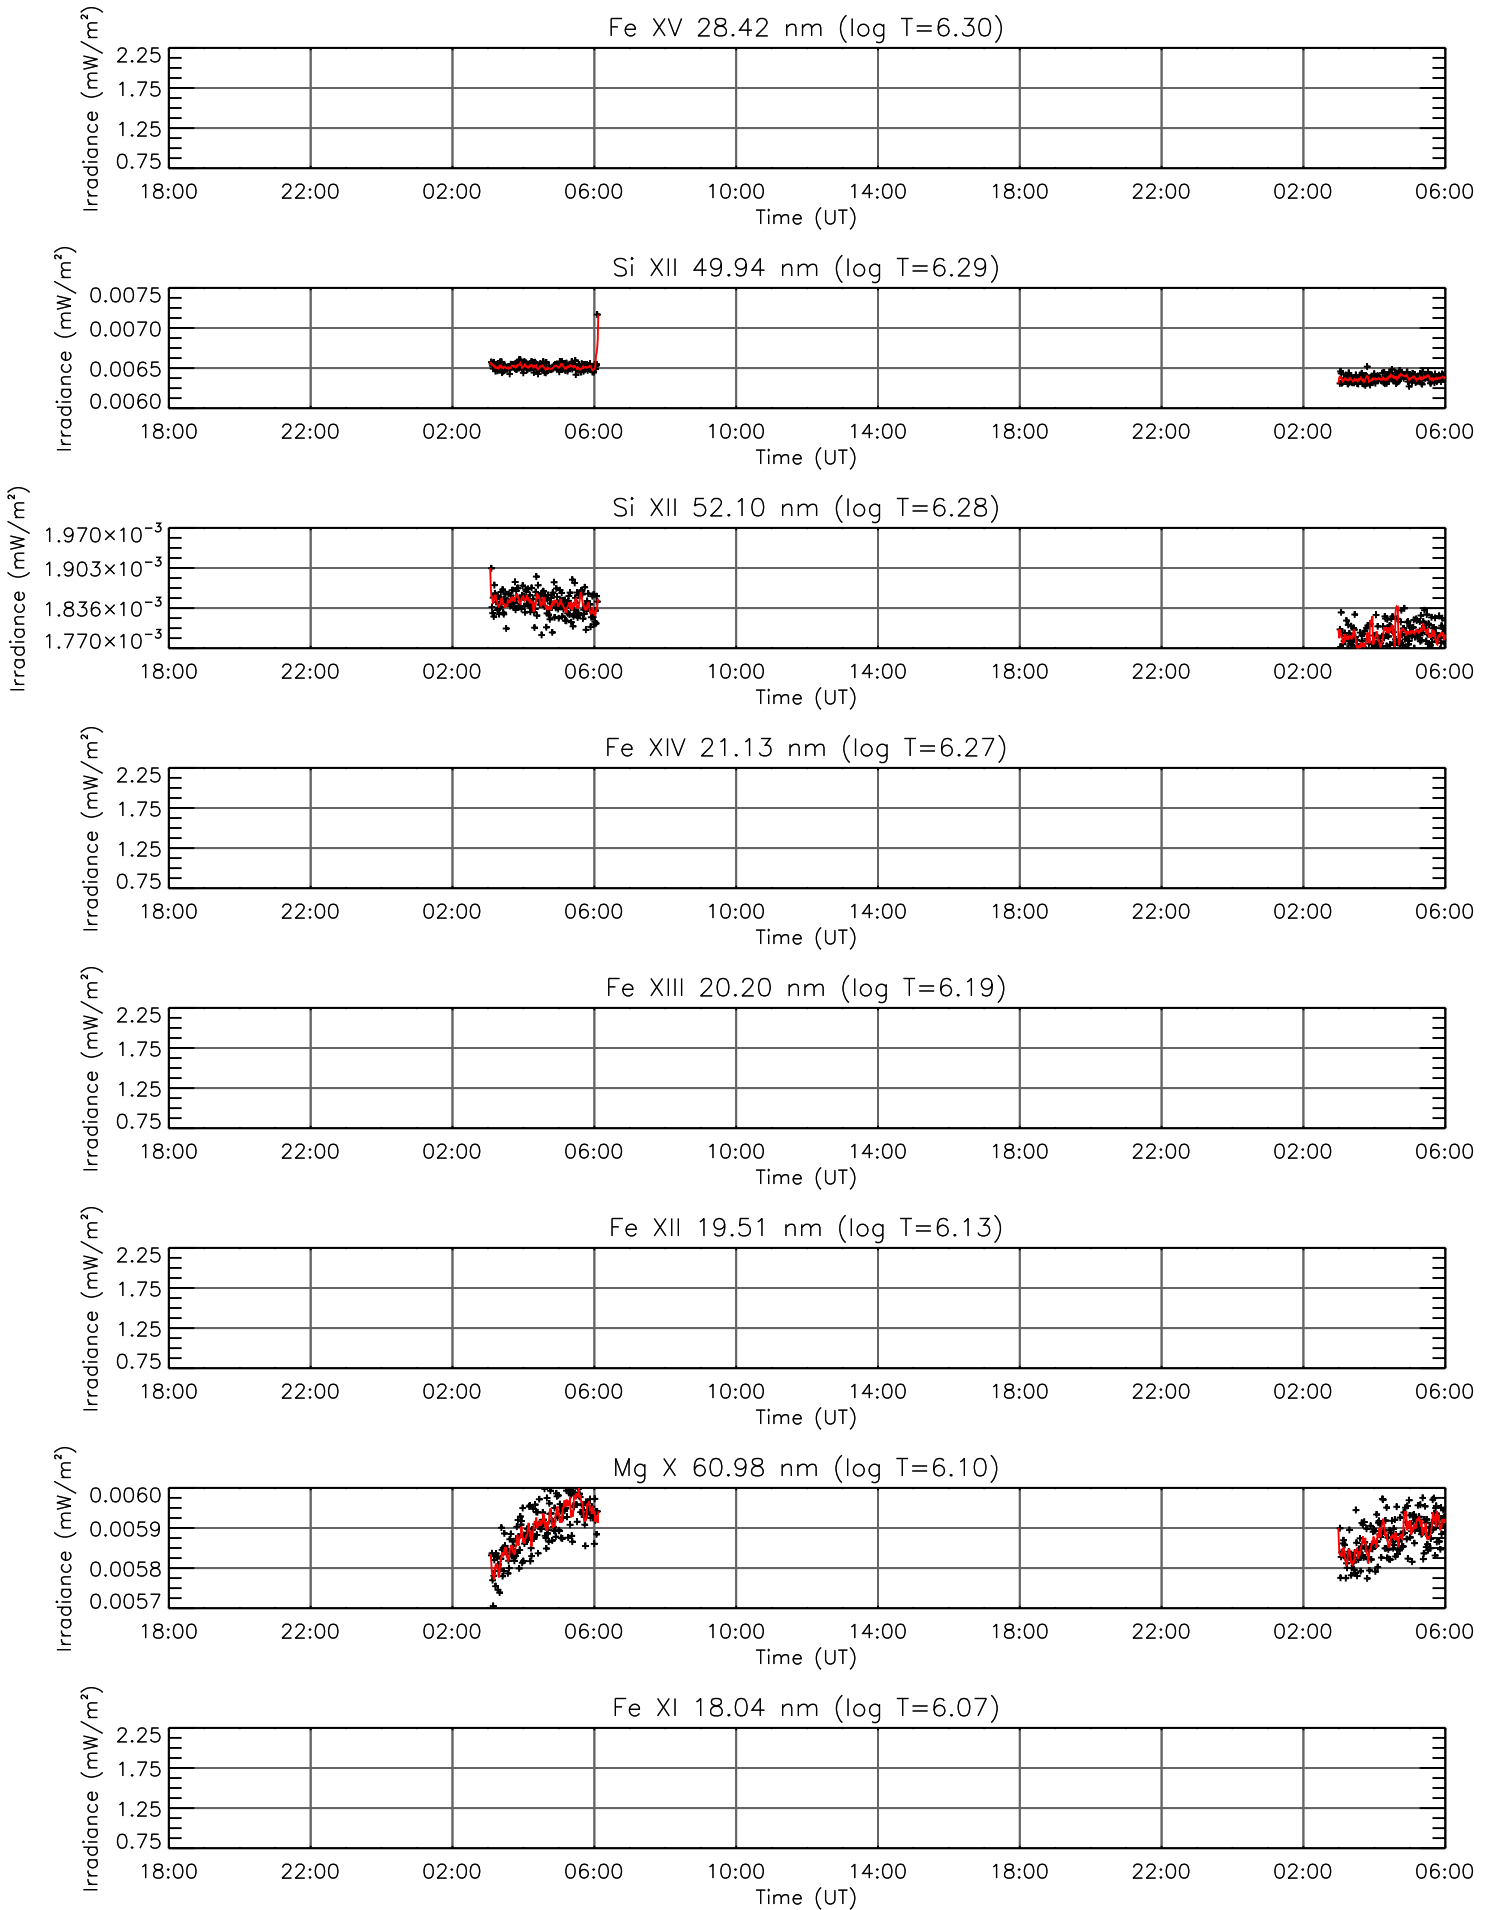 Fe XV 28.42 nm (log T=6.30)
Irradiance (mW/m²)
2.25
1.75
1.25
0.75
18:00 22:00 02:00 06:00 10:00 14:00 18:00 22:00 02:00 06:00
Time (UT)
Si XII 49.94 nm (log T=6.29)
Irradiance (mW/m²)
0.0075
0.0070
0.0065
0.0060
18:00 22:00 02:00 06:00 10:00 14:00 18:00 22:00 02:00 06:00
Time (UT)
Si XII 52.10 nm (log T=6.28)
Irradiance (mW/m²)
1.970×10⁻³
1.903×10⁻³
1.836×10⁻³
1.770×10⁻³
18:00 22:00 02:00 06:00 10:00 14:00 18:00 22:00 02:00 06:00
Time (UT)
Fe XIV 21.13 nm (log T=6.27)
Irradiance (mW/m²)
2.25
1.75
1.25
0.75
18:00 22:00 02:00 06:00 10:00 14:00 18:00 22:00 02:00 06:00
Time (UT)
Fe XIII 20.20 nm (log T=6.19)
Irradiance (mW/m²)
2.25
1.75
1.25
0.75
18:00 22:00 02:00 06:00 10:00 14:00 18:00 22:00 02:00 06:00
Time (UT)
Fe XII 19.51 nm (log T=6.13)
Irradiance (mW/m²)
2.25
1.75
1.25
0.75
18:00 22:00 02:00 06:00 10:00 14:00 18:00 22:00 02:00 06:00
Time (UT)
Mg X 60.98 nm (log T=6.10)
Irradiance (mW/m²)
0.0060
0.0059
0.0058
0.0057
18:00 22:00 02:00 06:00 10:00 14:00 18:00 22:00 02:00 06:00
Time (UT)
Fe XI 18.04 nm (log T=6.07)
Irradiance (mW/m²)
2.25
1.75
1.25
0.75
18:00 22:00 02:00 06:00 10:00 14:00 18:00 22:00 02:00 06:00
Time (UT)